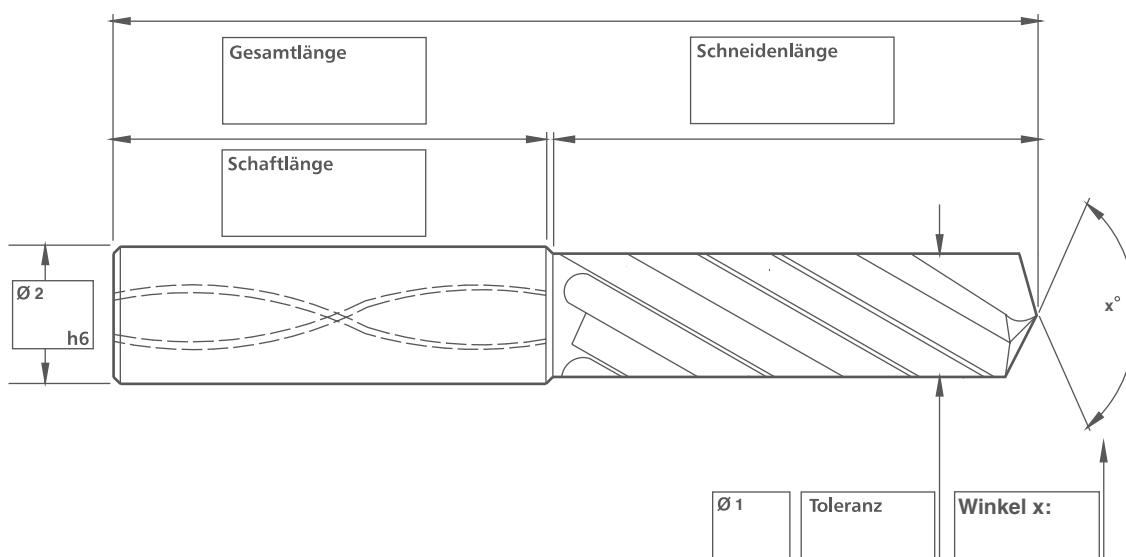 Gesamtlänge
Schneidenlänge
Schaftlänge
Ø 2
h6
x°
Ø 1
Toleranz
Winkel x: